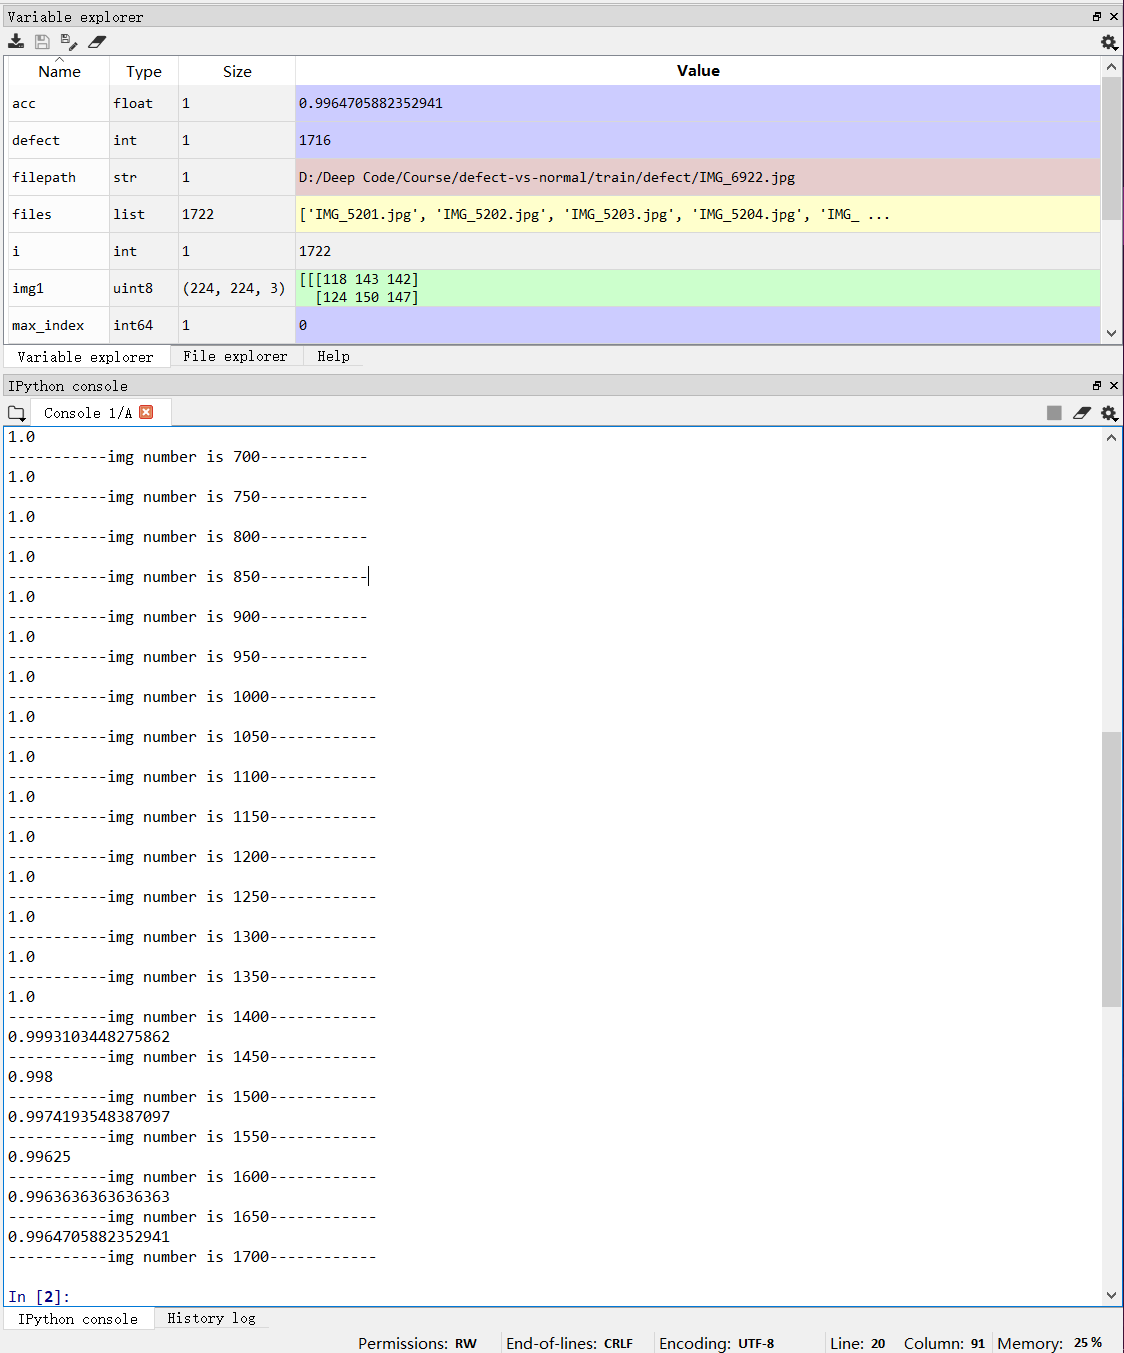 Variable explorer
Name Type Size Value
acc float 1 0.9964705882352941
defect int 1 1716
filepath str 1 D:/Deep Code/Course/defect-vs-normal/train/defect/IMG_6922.jpg
files list 1722 ['IMG_5201.jpg', 'IMG_5202.jpg', 'IMG_5203.jpg', 'IMG_5204.jpg', 'IMG_ ...
i int 1 1722
img1 uint8 (224, 224, 3) [[[118 143 142]
[124 150 147]
max_index int64 1 0
Variable explorer File explorer Help
IPython console
Console 1/A
1.0
-----------img number is 700------------
1.0
-----------img number is 750------------
1.0
-----------img number is 800------------
1.0
-----------img number is 850------------
1.0
-----------img number is 900------------
1.0
-----------img number is 950------------
1.0
-----------img number is 1000------------
1.0
-----------img number is 1050------------
1.0
-----------img number is 1100------------
1.0
-----------img number is 1150------------
1.0
-----------img number is 1200------------
1.0
-----------img number is 1250------------
1.0
-----------img number is 1300------------
1.0
-----------img number is 1350------------
1.0
-----------img number is 1400------------
0.9993103448275862
-----------img number is 1450------------
0.998
-----------img number is 1500------------
0.9974193548387097
-----------img number is 1550------------
0.99625
-----------img number is 1600------------
0.9963636363636363
-----------img number is 1650------------
0.9964705882352941
-----------img number is 1700------------
In [2]:
IPython console History log
Permissions: RW End-of-lines: CRLF Encoding: UTF-8 Line: 20 Column: 91 Memory: 25 %